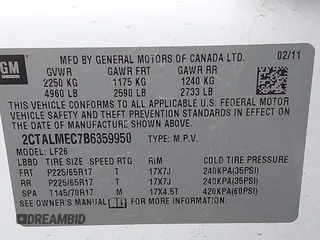 GM
MFD BY GENERAL MOTORS OF CANADA LTD. 02/11
GVWR GAWR FRT GAWR RR
2250 KG 1175 KG 1240 KG
4960 LB 2590 LB 2733 LB
THIS VEHICLE CONFORMS TO ALL APPLICABLE U.S. FEDERAL
MOTOR VEHICLE SAFETY, BUMPER, AND THEFT PREVENTION
STANDARDS IN EFFECT ON THE DATE OF MANUFACTURE SHOWN ABOVE.
2CTALMEC7B6359950 TYPE: M.P.V.
MODEL: LF26
LBBD TIRE SIZE SPEED RTG RIM COLD TIRE PRESSURE
FRT P225/65R17 T 17X7J 240KPA(35PSI)
RR P225/65R17 T 17X7J 240KPA(35PSI)
SPA T145/70R17 M 17X4.5T 420KPA(60PSI)
SEE OWNER'S MANUAL FOR ADDITIONAL INFORMATION.
DREAMBID